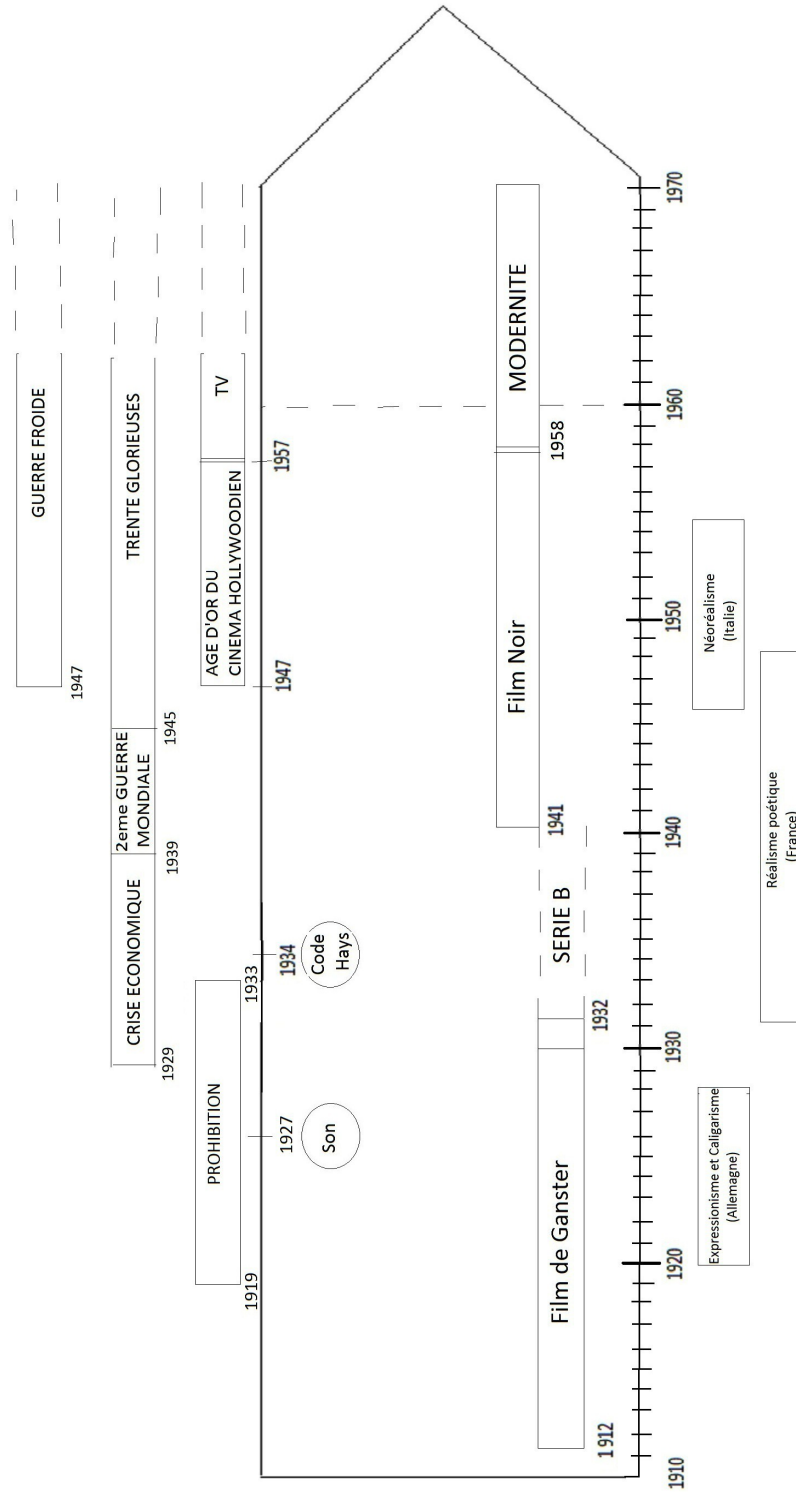 GUERRE FROIDE
1947
CRISE ECONOMIQUE
2eme GUERRE
MONDIALE
TRENTE GLORIEUSES
1929
1939
1945
PROHIBITION
AGE D'OR DU
CINEMA HOLLYWOODIEN
TV
1919
1933
1927
1934
1947
1957
Son
Code
Hays
Film Noir
MODERNITE
1941
1958
Film de Ganster
SERIE B
1912
1932
1910
1920
1930
1940
1950
1960
1970
Expressionisme et Caligarisme
(Allemagne)
Néoréalisme
(Italie)
Réalisme poétique
(France)